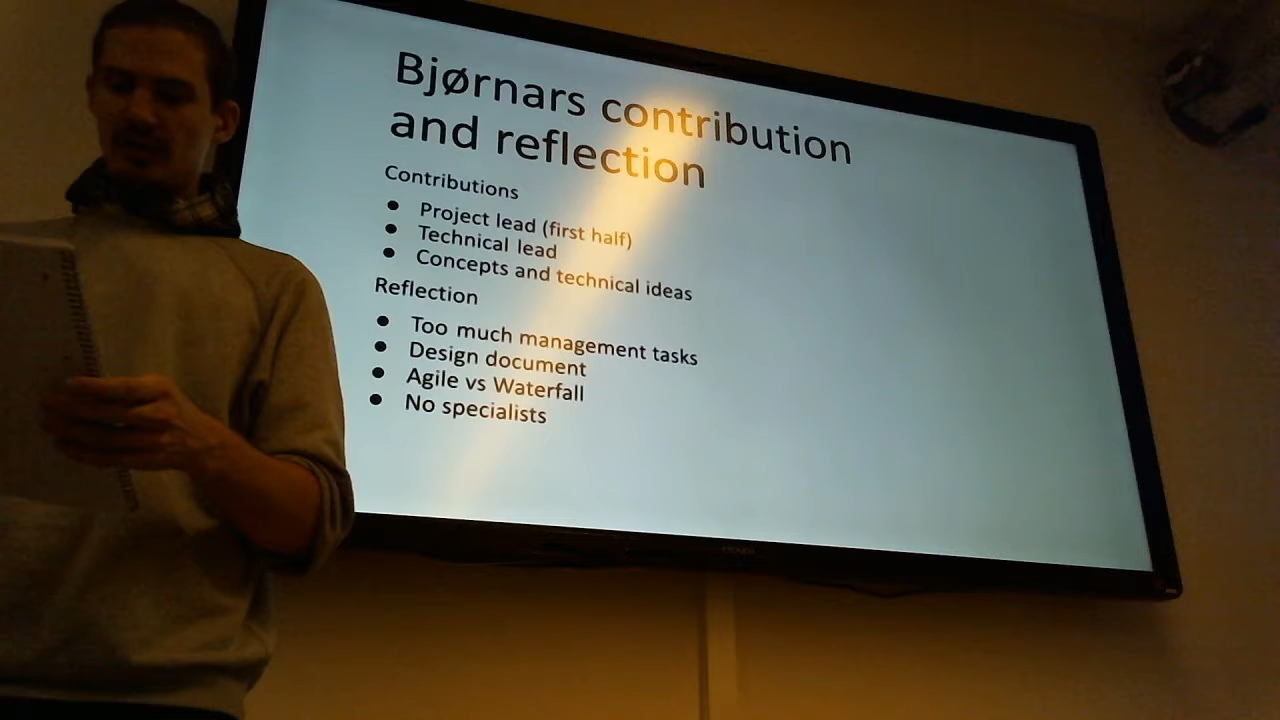 Bjørnars contribution
and reflection
Contributions
● Project lead (first half)
● Technical lead
● Concepts and technical ideas
Reflection
● Too much management tasks
● Design document
● Agile vs Waterfall
● No specialists